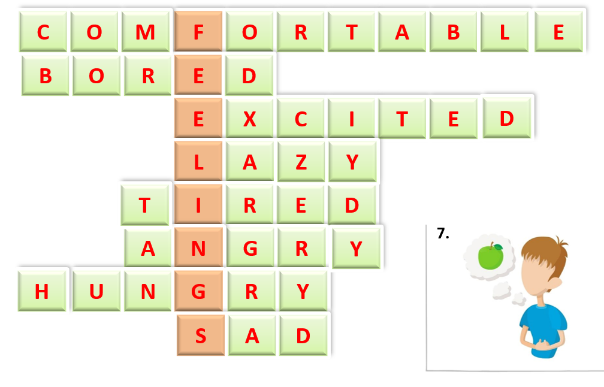 COMFORTABLE
BORED
EXCITED
LAZY
TIRED
ANGRY
7.
HUNGRY
SAD